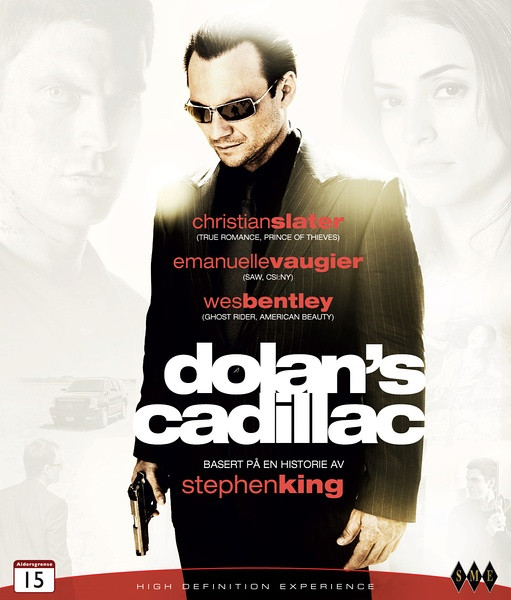 christianslater
(TRUE ROMANCE, PRINCE OF THIEVES)
emanuellevaugier
(SAW, CSI:NY)
wesbentley
(GHOST RIDER, AMERICAN BEAUTY)
dolan's
cadillac
BASERT PÅ EN HISTORIE AV
stephenking
Aldersgrense
15
HIGH DEFINITION EXPERIENCE
SME